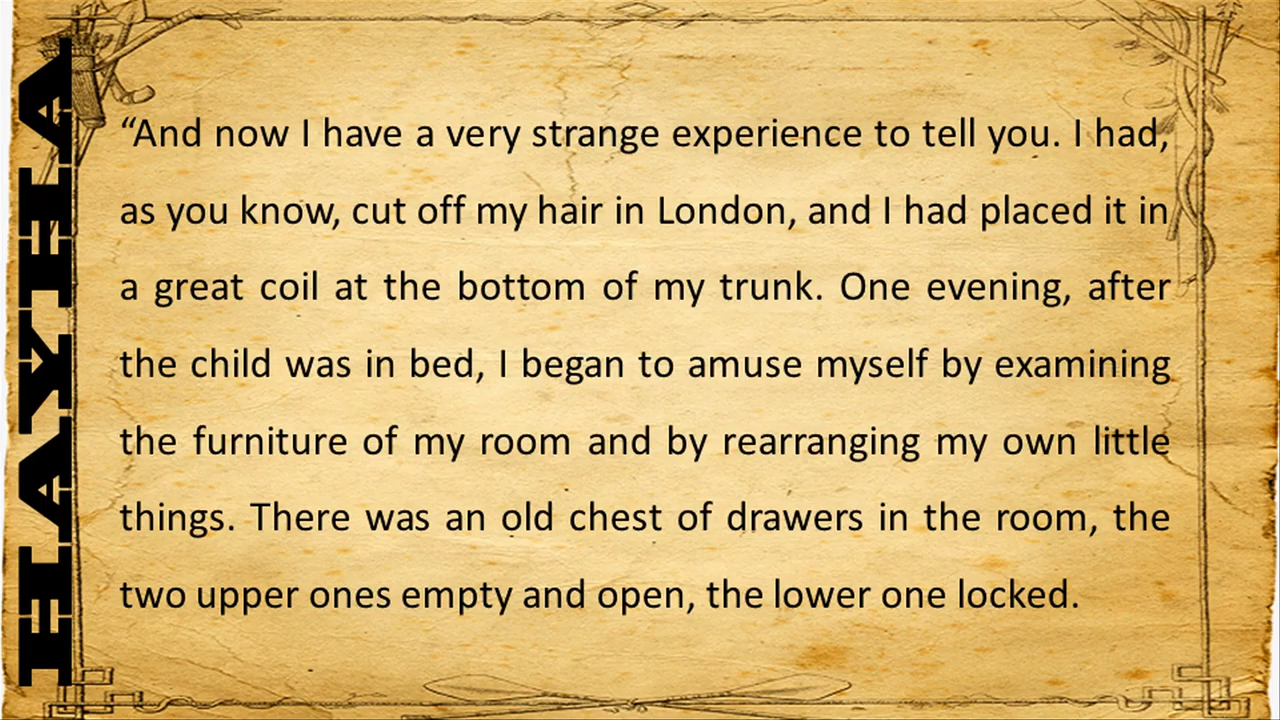 HAYHA
“And now I have a very strange experience to tell you. I had,
as you know, cut off my hair in London, and I had placed it in
a great coil at the bottom of my trunk. One evening, after
the child was in bed, I began to amuse myself by examining
the furniture of my room and by rearranging my own little
things. There was an old chest of drawers in the room, the
two upper ones empty and open, the lower one locked.